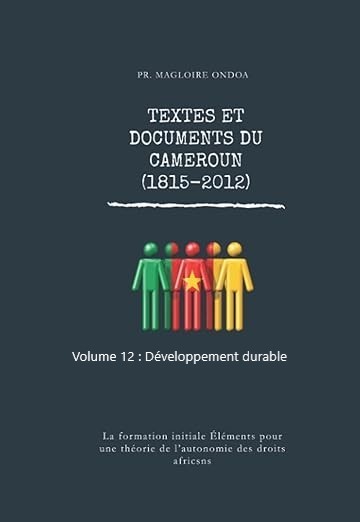 PR. MAGLOIRE ONDOA
TEXTES ET
DOCUMENTS DU
CAMEROUN
(1815-2012)
Volume 12 : Développement durable
La formation initiale Éléments pour
une théorie de l'autonomie des droits
africsns